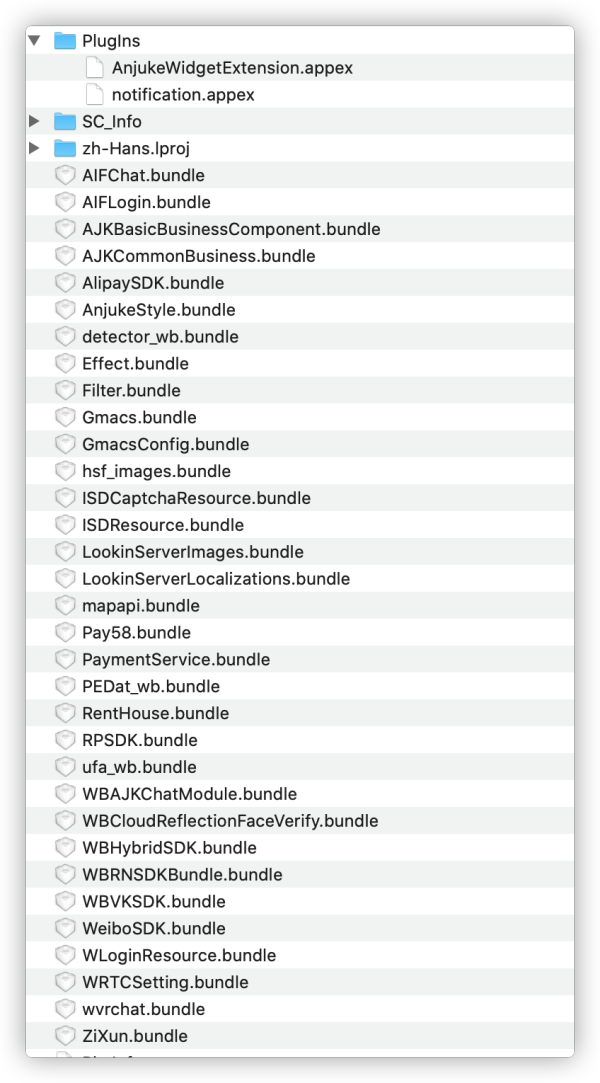 PlugIns
AnjukeWidgetExtension.appex
notification.appex
SC_Info
zh-Hans.lproj
AIFChat.bundle
AIFLogin.bundle
AJKBasicBusinessComponent.bundle
AJKCommonBusiness.bundle
AlipaySDK.bundle
AnjukeStyle.bundle
detector_wb.bundle
Effect.bundle
Filter.bundle
Gmacs.bundle
GmacsConfig.bundle
hsf_images.bundle
ISDCaptchaResource.bundle
ISDResource.bundle
LookinServerImages.bundle
LookinServerLocalizations.bundle
mapapi.bundle
Pay58.bundle
PaymentService.bundle
PEDat_wb.bundle
RentHouse.bundle
RPSDK.bundle
ufa_wb.bundle
WBAJKChatModule.bundle
WBCloudReflectionFaceVerify.bundle
WBHybridSDK.bundle
WBRNSDKBundle.bundle
WBVKSDK.bundle
WeiboSDK.bundle
WLoginResource.bundle
WRTCSetting.bundle
wvrchat.bundle
ZiXun.bundle